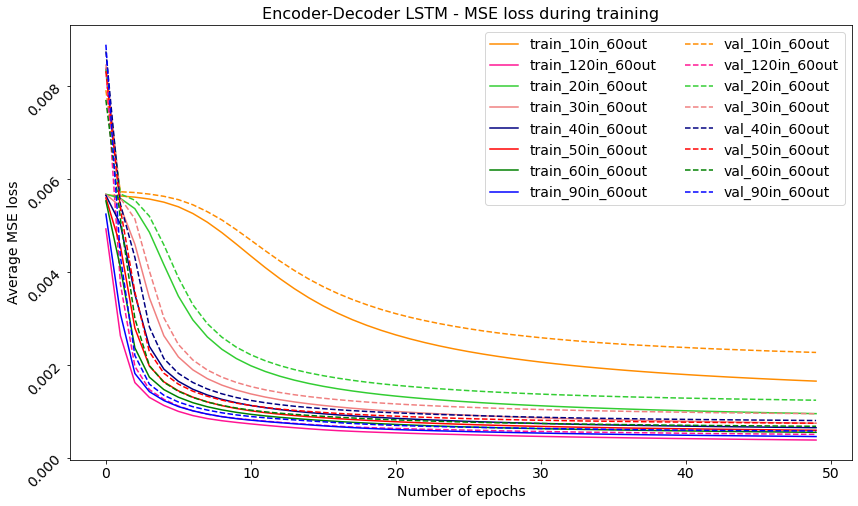 Encoder-Decoder LSTM - MSE loss during training
train_10in_60out
train_120in_60out
train_20in_60out
train_30in_60out
train_40in_60out
train_50in_60out
train_60in_60out
train_90in_60out
val_10in_60out
val_120in_60out
val_20in_60out
val_30in_60out
val_40in_60out
val_50in_60out
val_60in_60out
val_90in_60out
Average MSE loss
0.008
0.006
0.004
0.002
0.000
0 10 20 30 40 50
Number of epochs